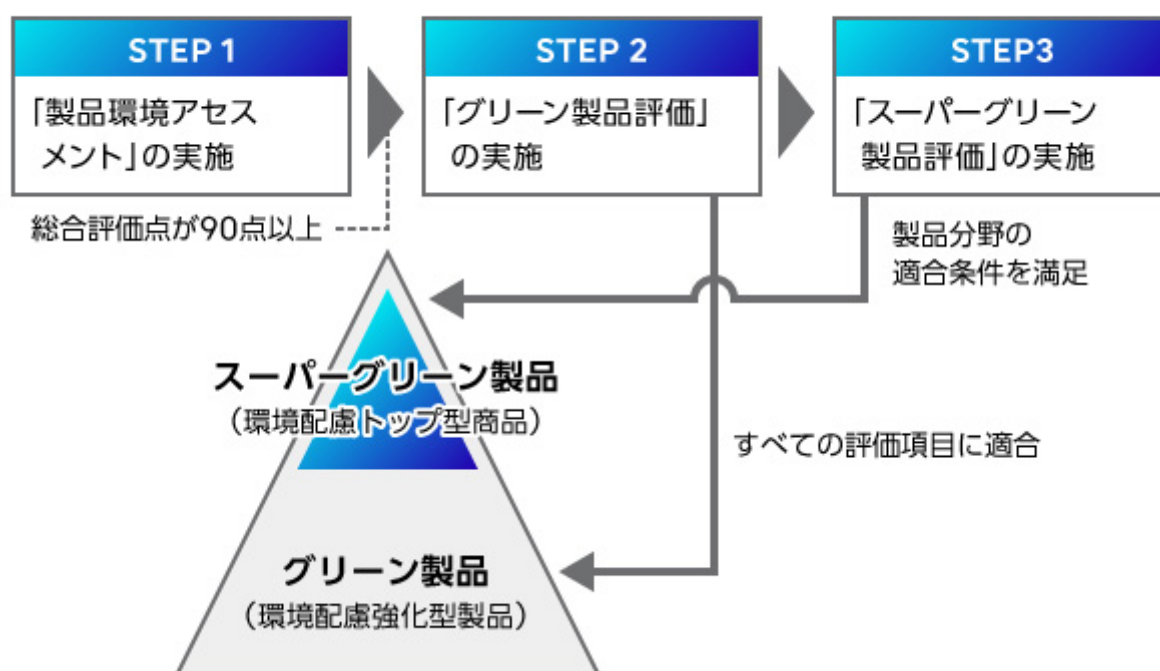 STEP 1
「製品環境アセス
メント」の実施
STEP 2
「グリーン製品評価」
の実施
STEP3
「スーパーグリーン
製品評価」の実施
総合評価点が90点以上
製品分野の
適合条件を満足
スーパーグリーン製品
（環境配慮トップ型商品）
すべての評価項目に適合
グリーン製品
（環境配慮強化型製品）